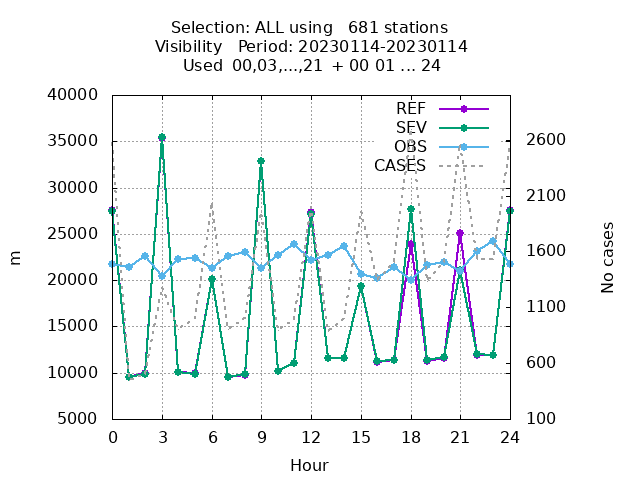 Selection: ALL using   681 stations
Visibility   Period: 20230114-20230114
Used  00,03,...,21  + 00 01 ... 24
REF
SEV
OBS
CASES
40000
35000
30000
25000
20000
15000
10000
5000
m
2600
2100
1600
1100
600
100
No cases
0 3 6 9 12 15 18 21 24
Hour